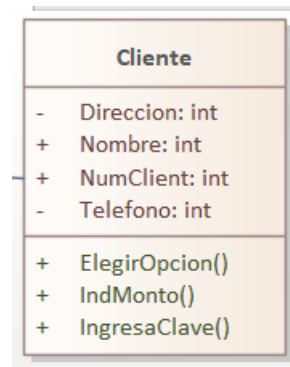 Cliente
- Direccion: int
+ Nombre: int
+ NumClient: int
- Telefono: int
+ ElegirOpcion()
+ IndMonto()
+ IngresaClave()